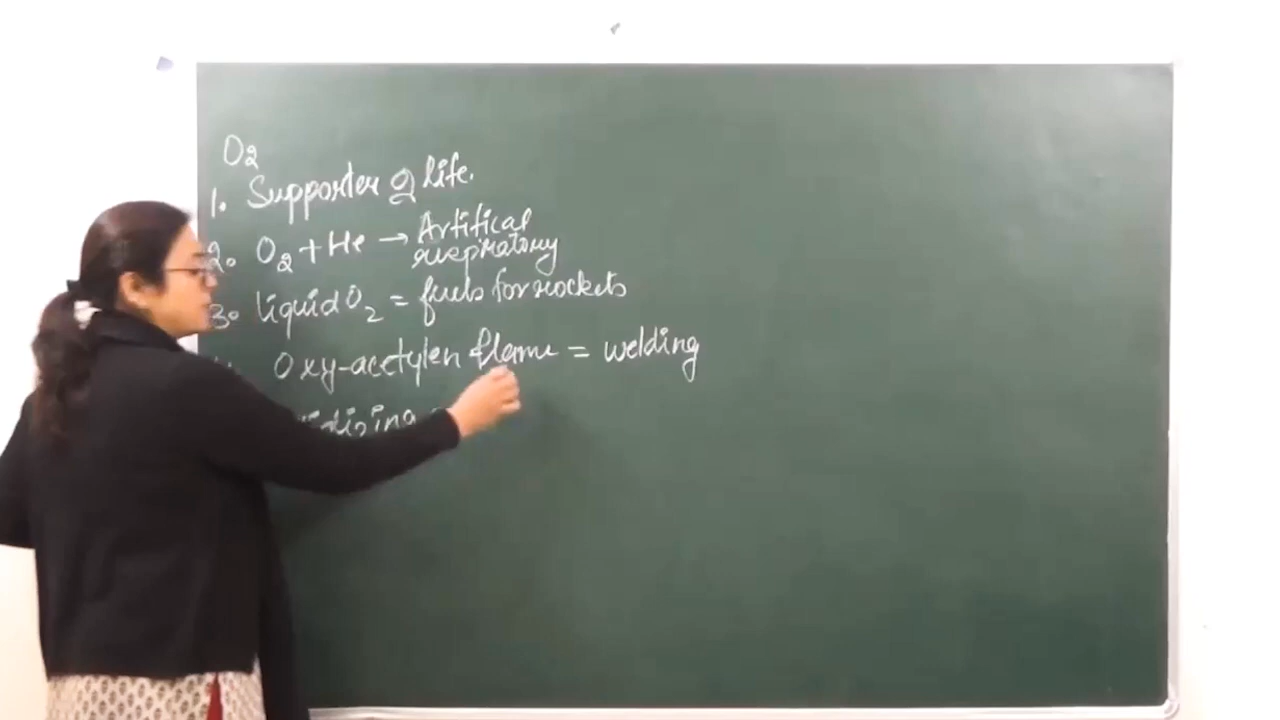 O2
1. Supporter of life.
2. O2 + He → Artifical
respiratory
3. liquid O2 = fuels for rockets
Oxy-acetylen flame = welding